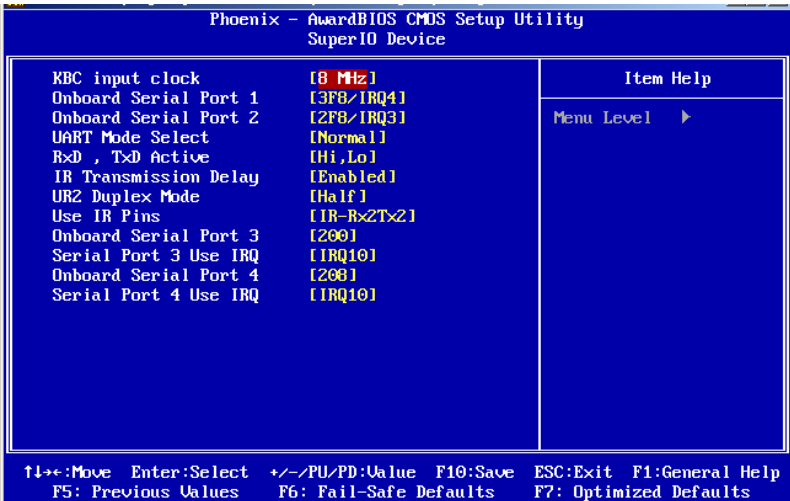 Phoenix - AwardBIOS CMOS Setup Utility
SuperIO Device
KBC input clock [8 MHz]
Onboard Serial Port 1 [3F8/IRQ4]
Onboard Serial Port 2 [2F8/IRQ3]
UART Mode Select [Normal]
RxD , TxD Active [Hi,Lo]
IR Transmission Delay [Enabled]
UR2 Duplex Mode [Half]
Use IR Pins [IR-Rx2Tx2]
Onboard Serial Port 3 [200]
Serial Port 3 Use IRQ [IRQ10]
Onboard Serial Port 4 [208]
Serial Port 4 Use IRQ [IRQ10]
Item Help
Menu Level ▶
↑↓→←:Move Enter:Select +/-/PU/PD:Value F10:Save ESC:Exit F1:General Help
F5: Previous Values F6: Fail-Safe Defaults F7: Optimized Defaults